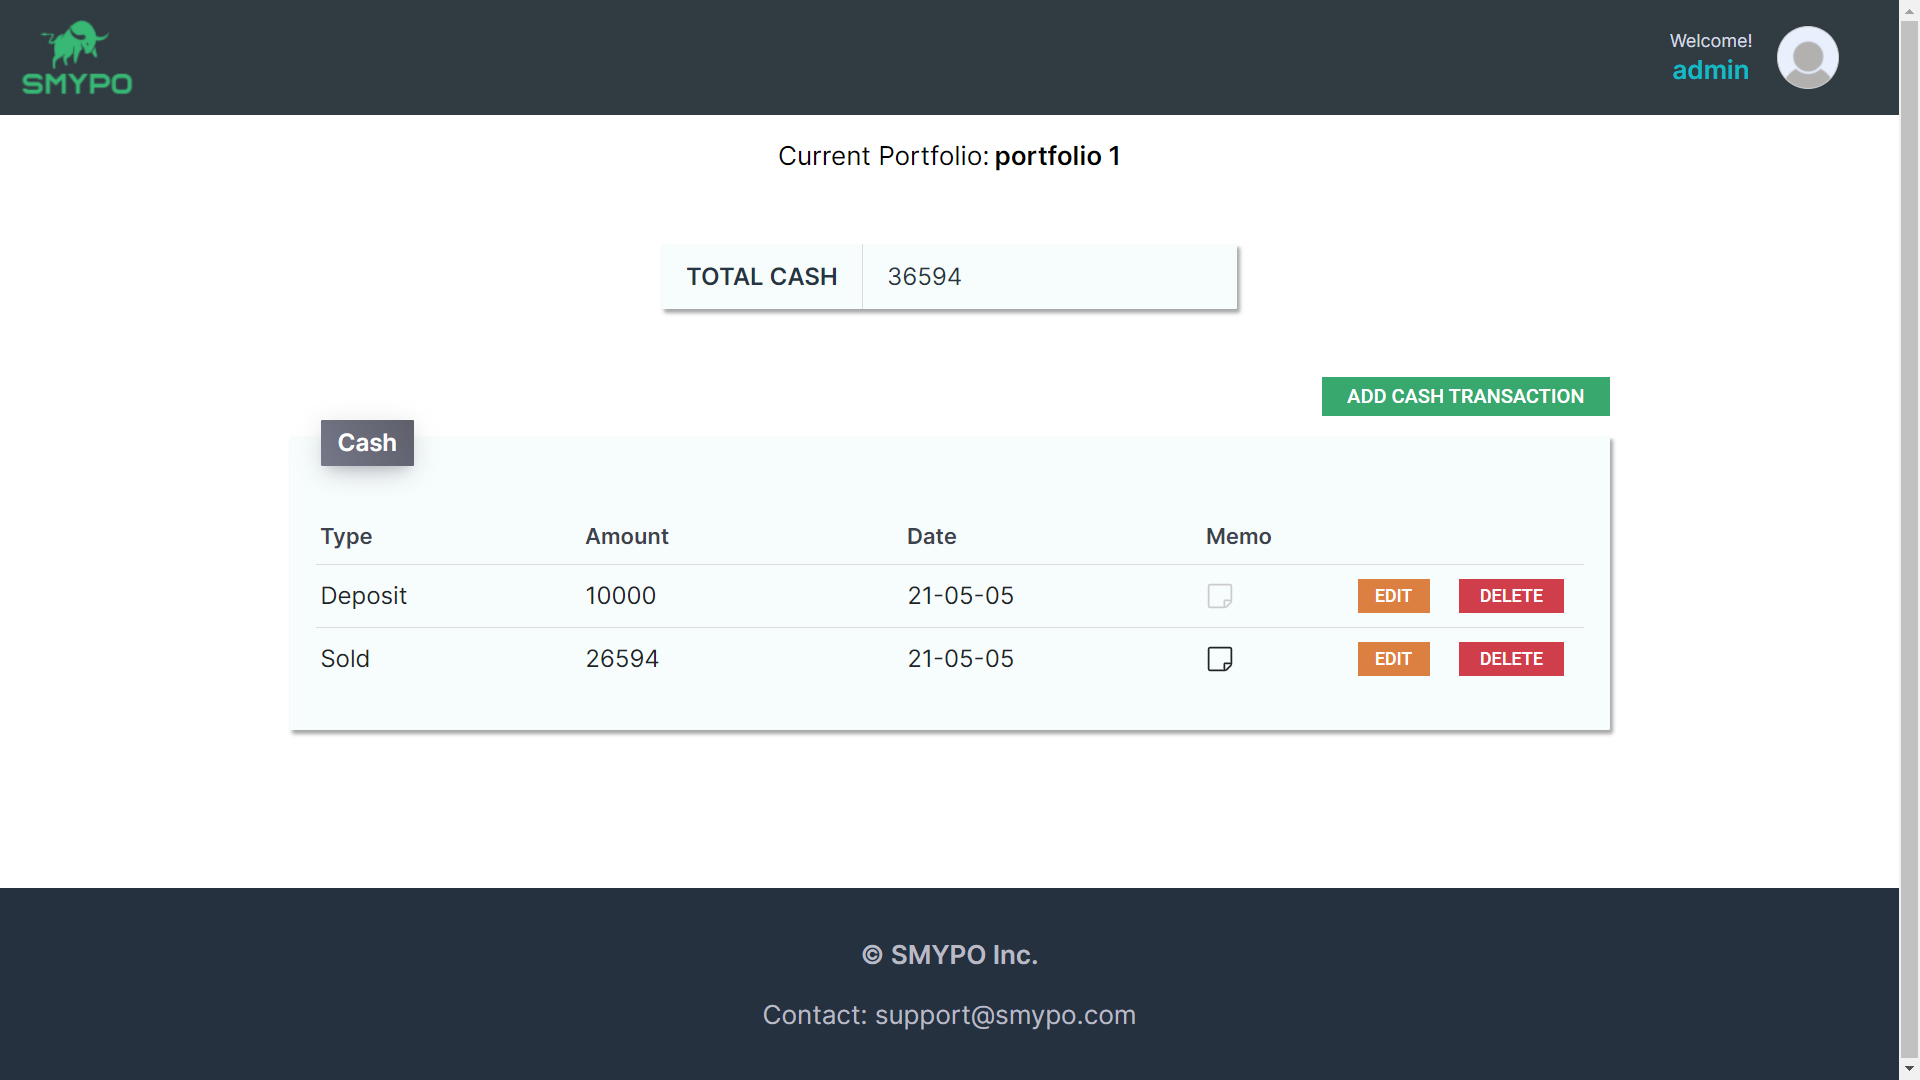 SMYPO
Welcome!
admin
Current Portfolio: portfolio 1
TOTAL CASH 36594
ADD CASH TRANSACTION
Cash
Type Amount Date Memo
Deposit 10000 21-05-05 EDIT DELETE
Sold 26594 21-05-05 EDIT DELETE
© SMYPO Inc.
Contact: support@smypo.com